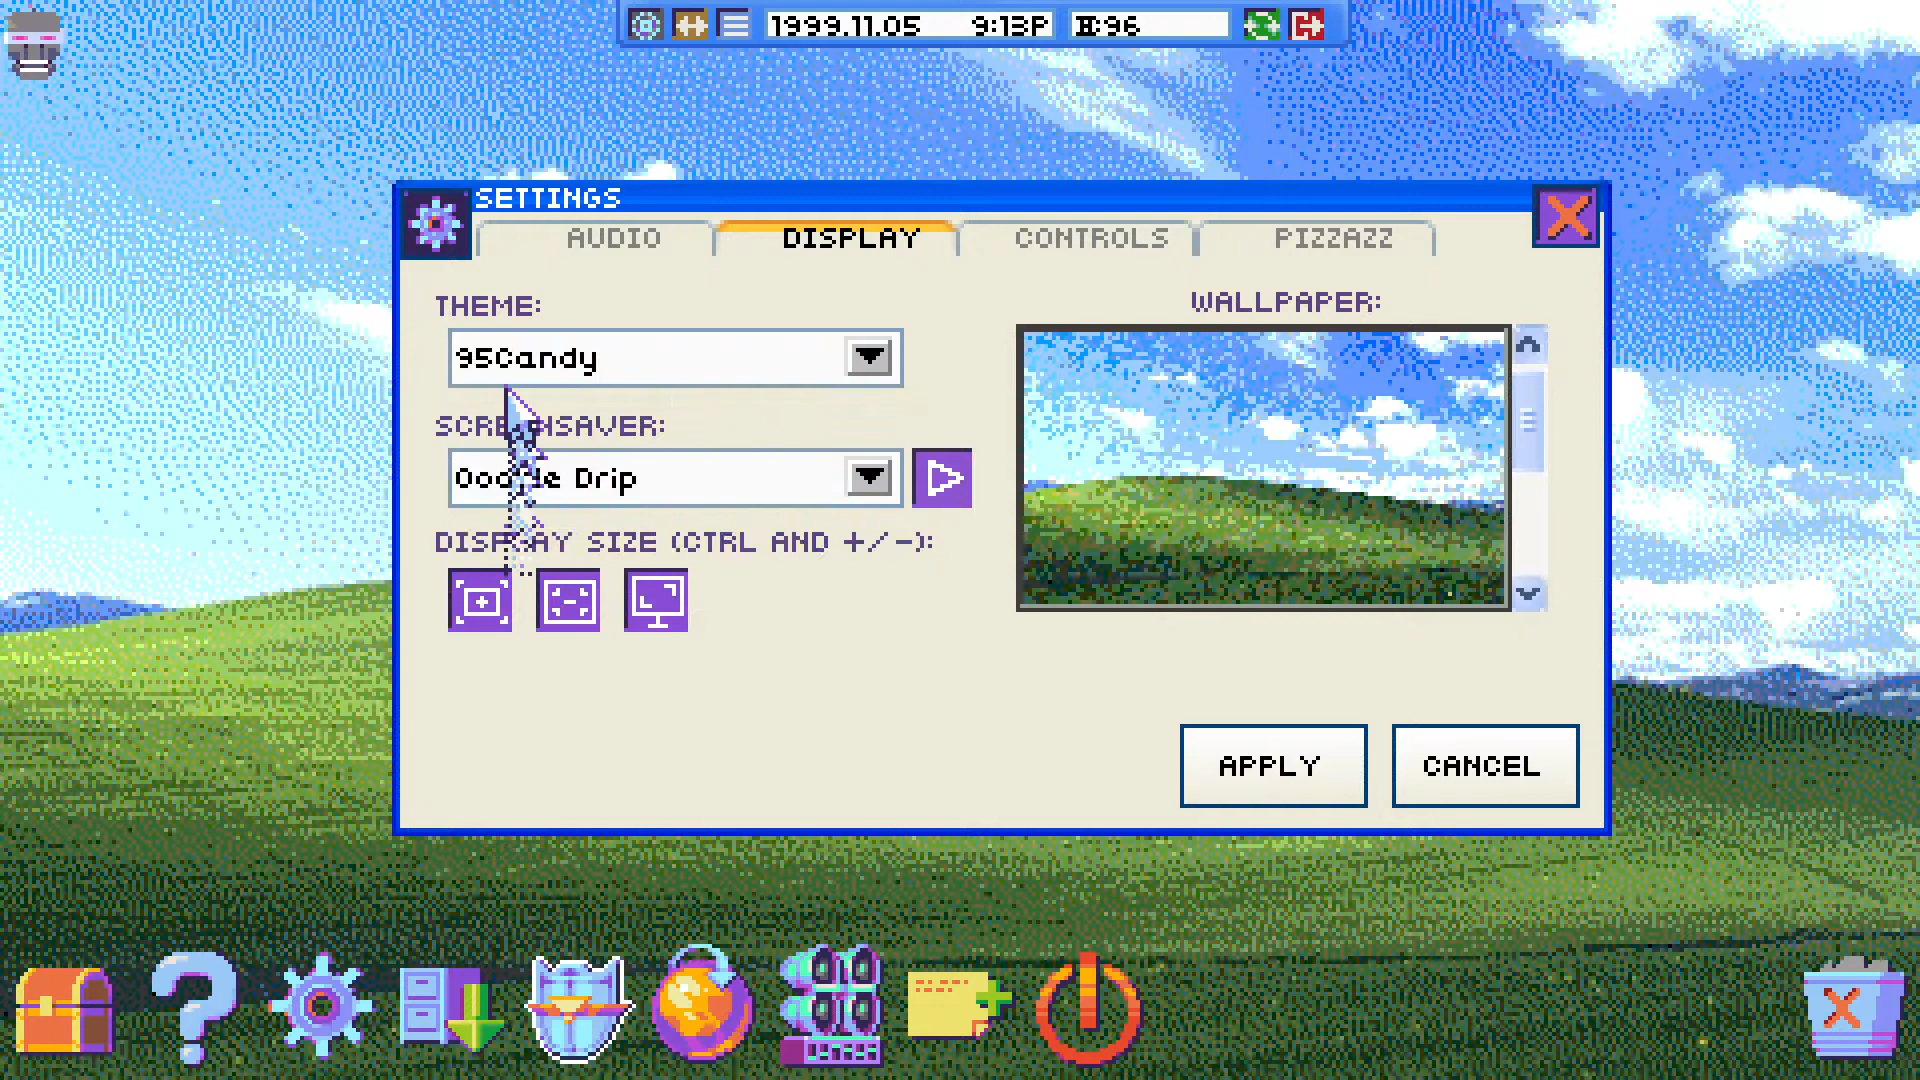 1999.11.05 9:13P
SETTINGS
AUDIO DISPLAY CONTROLS PIZZAZZ
THEME:
WALLPAPER:
95Candy
Drip
DISPLAY SIZE (CTRL AND +/-):
APPLY CANCEL